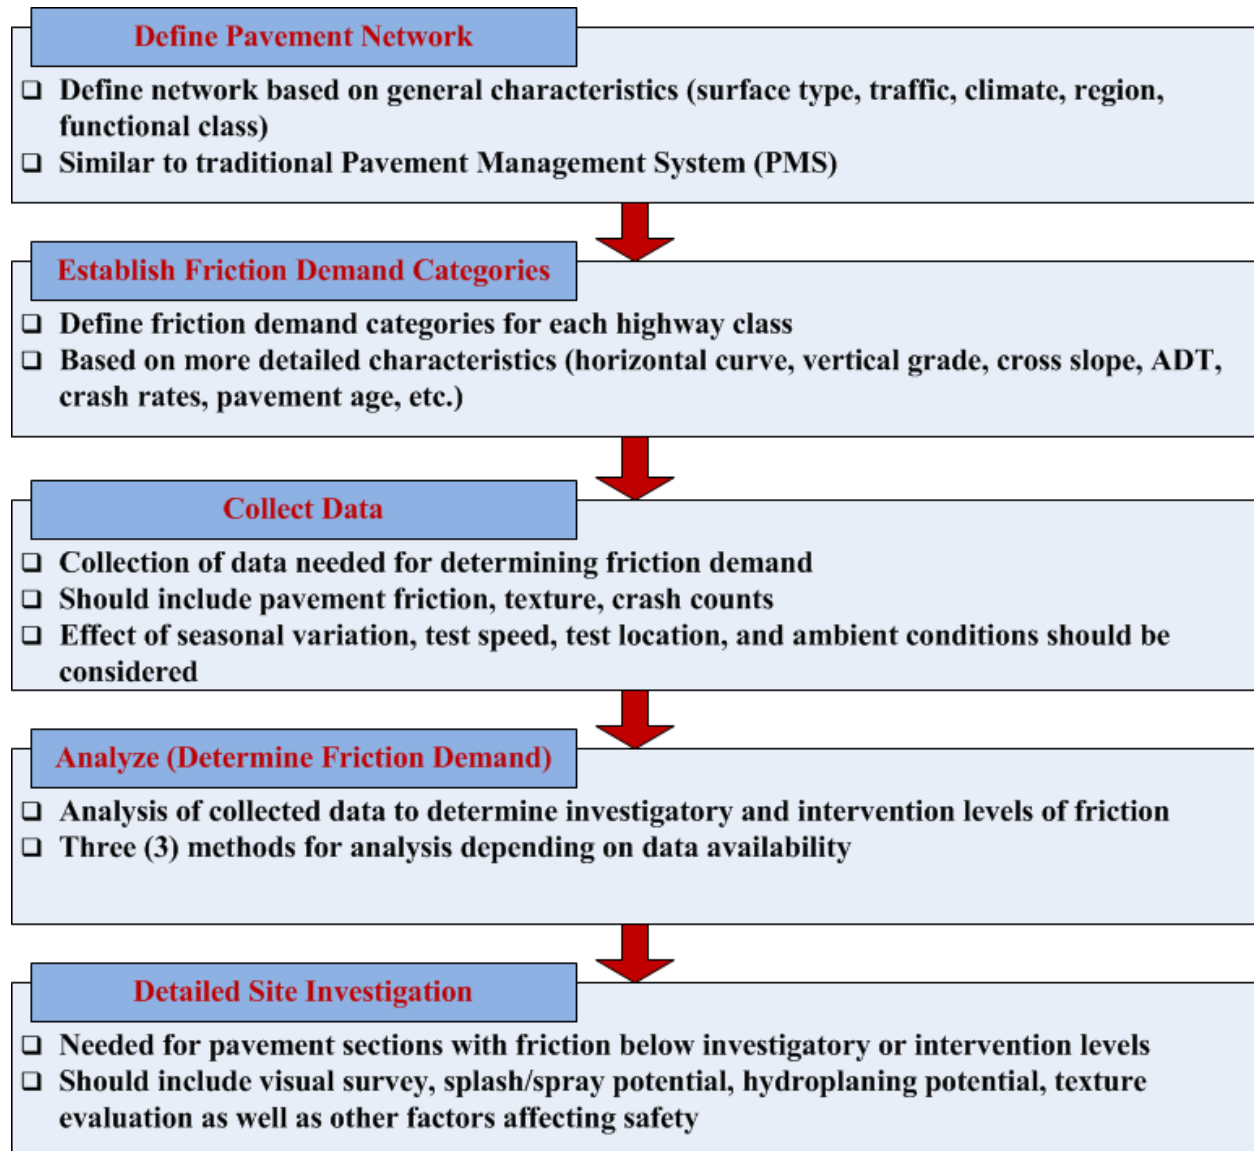 Define Pavement Network
❑ Define network based on general characteristics (surface type, traffic, climate, region,
functional class)
❑ Similar to traditional Pavement Management System (PMS)
Establish Friction Demand Categories
❑ Define friction demand categories for each highway class
❑ Based on more detailed characteristics (horizontal curve, vertical grade, cross slope, ADT,
crash rates, pavement age, etc.)
Collect Data
❑ Collection of data needed for determining friction demand
❑ Should include pavement friction, texture, crash counts
❑ Effect of seasonal variation, test speed, test location, and ambient conditions should be
considered
Analyze (Determine Friction Demand)
❑ Analysis of collected data to determine investigatory and intervention levels of friction
❑ Three (3) methods for analysis depending on data availability
Detailed Site Investigation
❑ Needed for pavement sections with friction below investigatory or intervention levels
❑ Should include visual survey, splash/spray potential, hydroplaning potential, texture
evaluation as well as other factors affecting safety